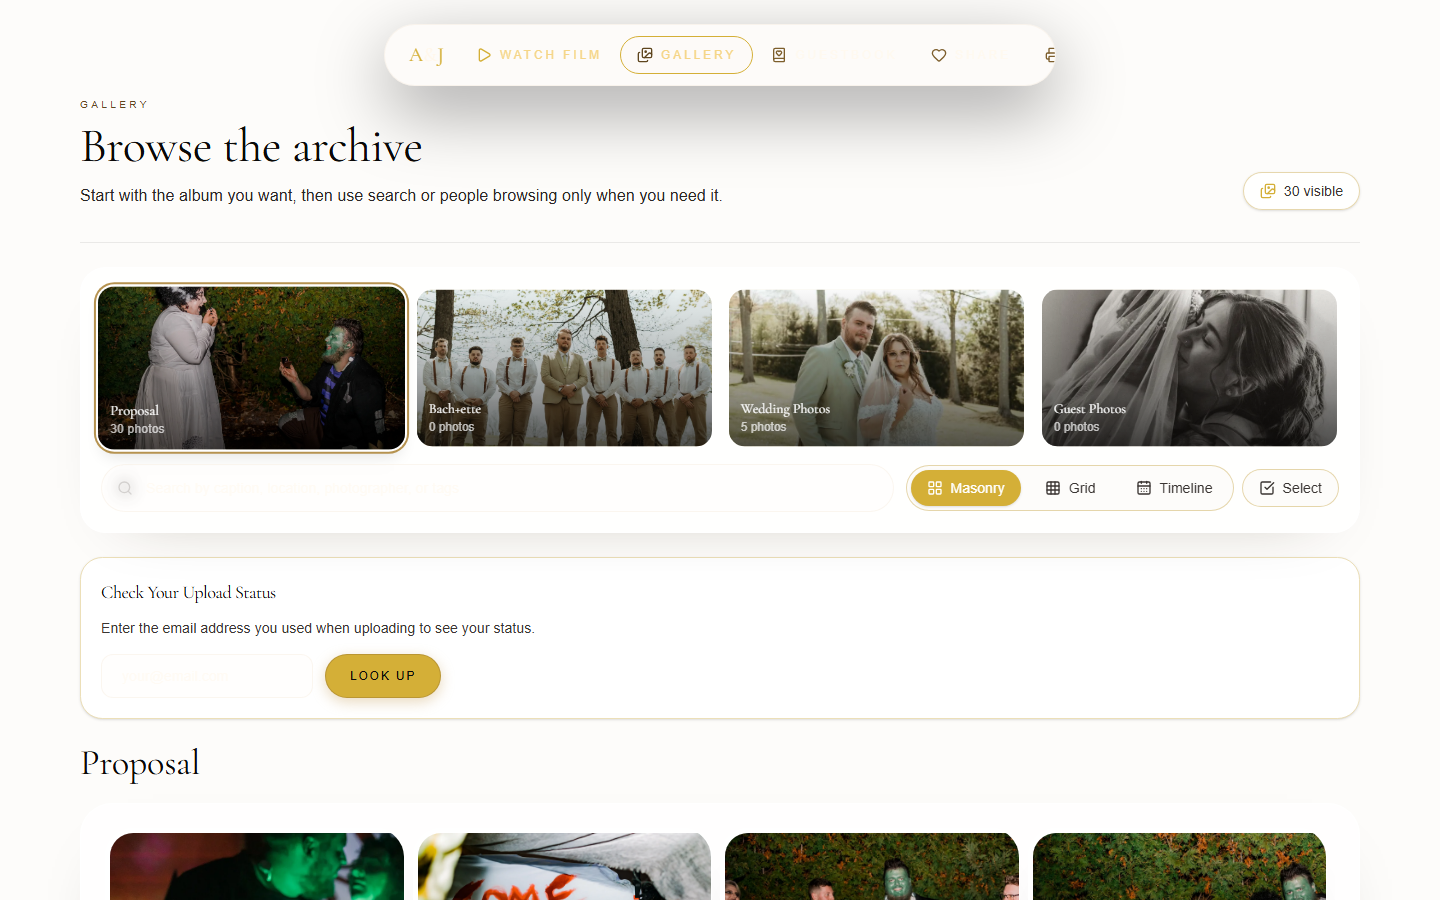 A J
WATCH FILM
GALLERY
GALLERY
Browse the archive
Start with the album you want, then use search or people browsing only when you need it.
30 visible
Proposal
30 photos
Bach+ette
0 photos
Wedding Photos
5 photos
Guest Photos
0 photos
Masonry
Grid
Timeline
Select
Check Your Upload Status
Enter the email address you used when uploading to see your status.
LOOK UP
Proposal
COME